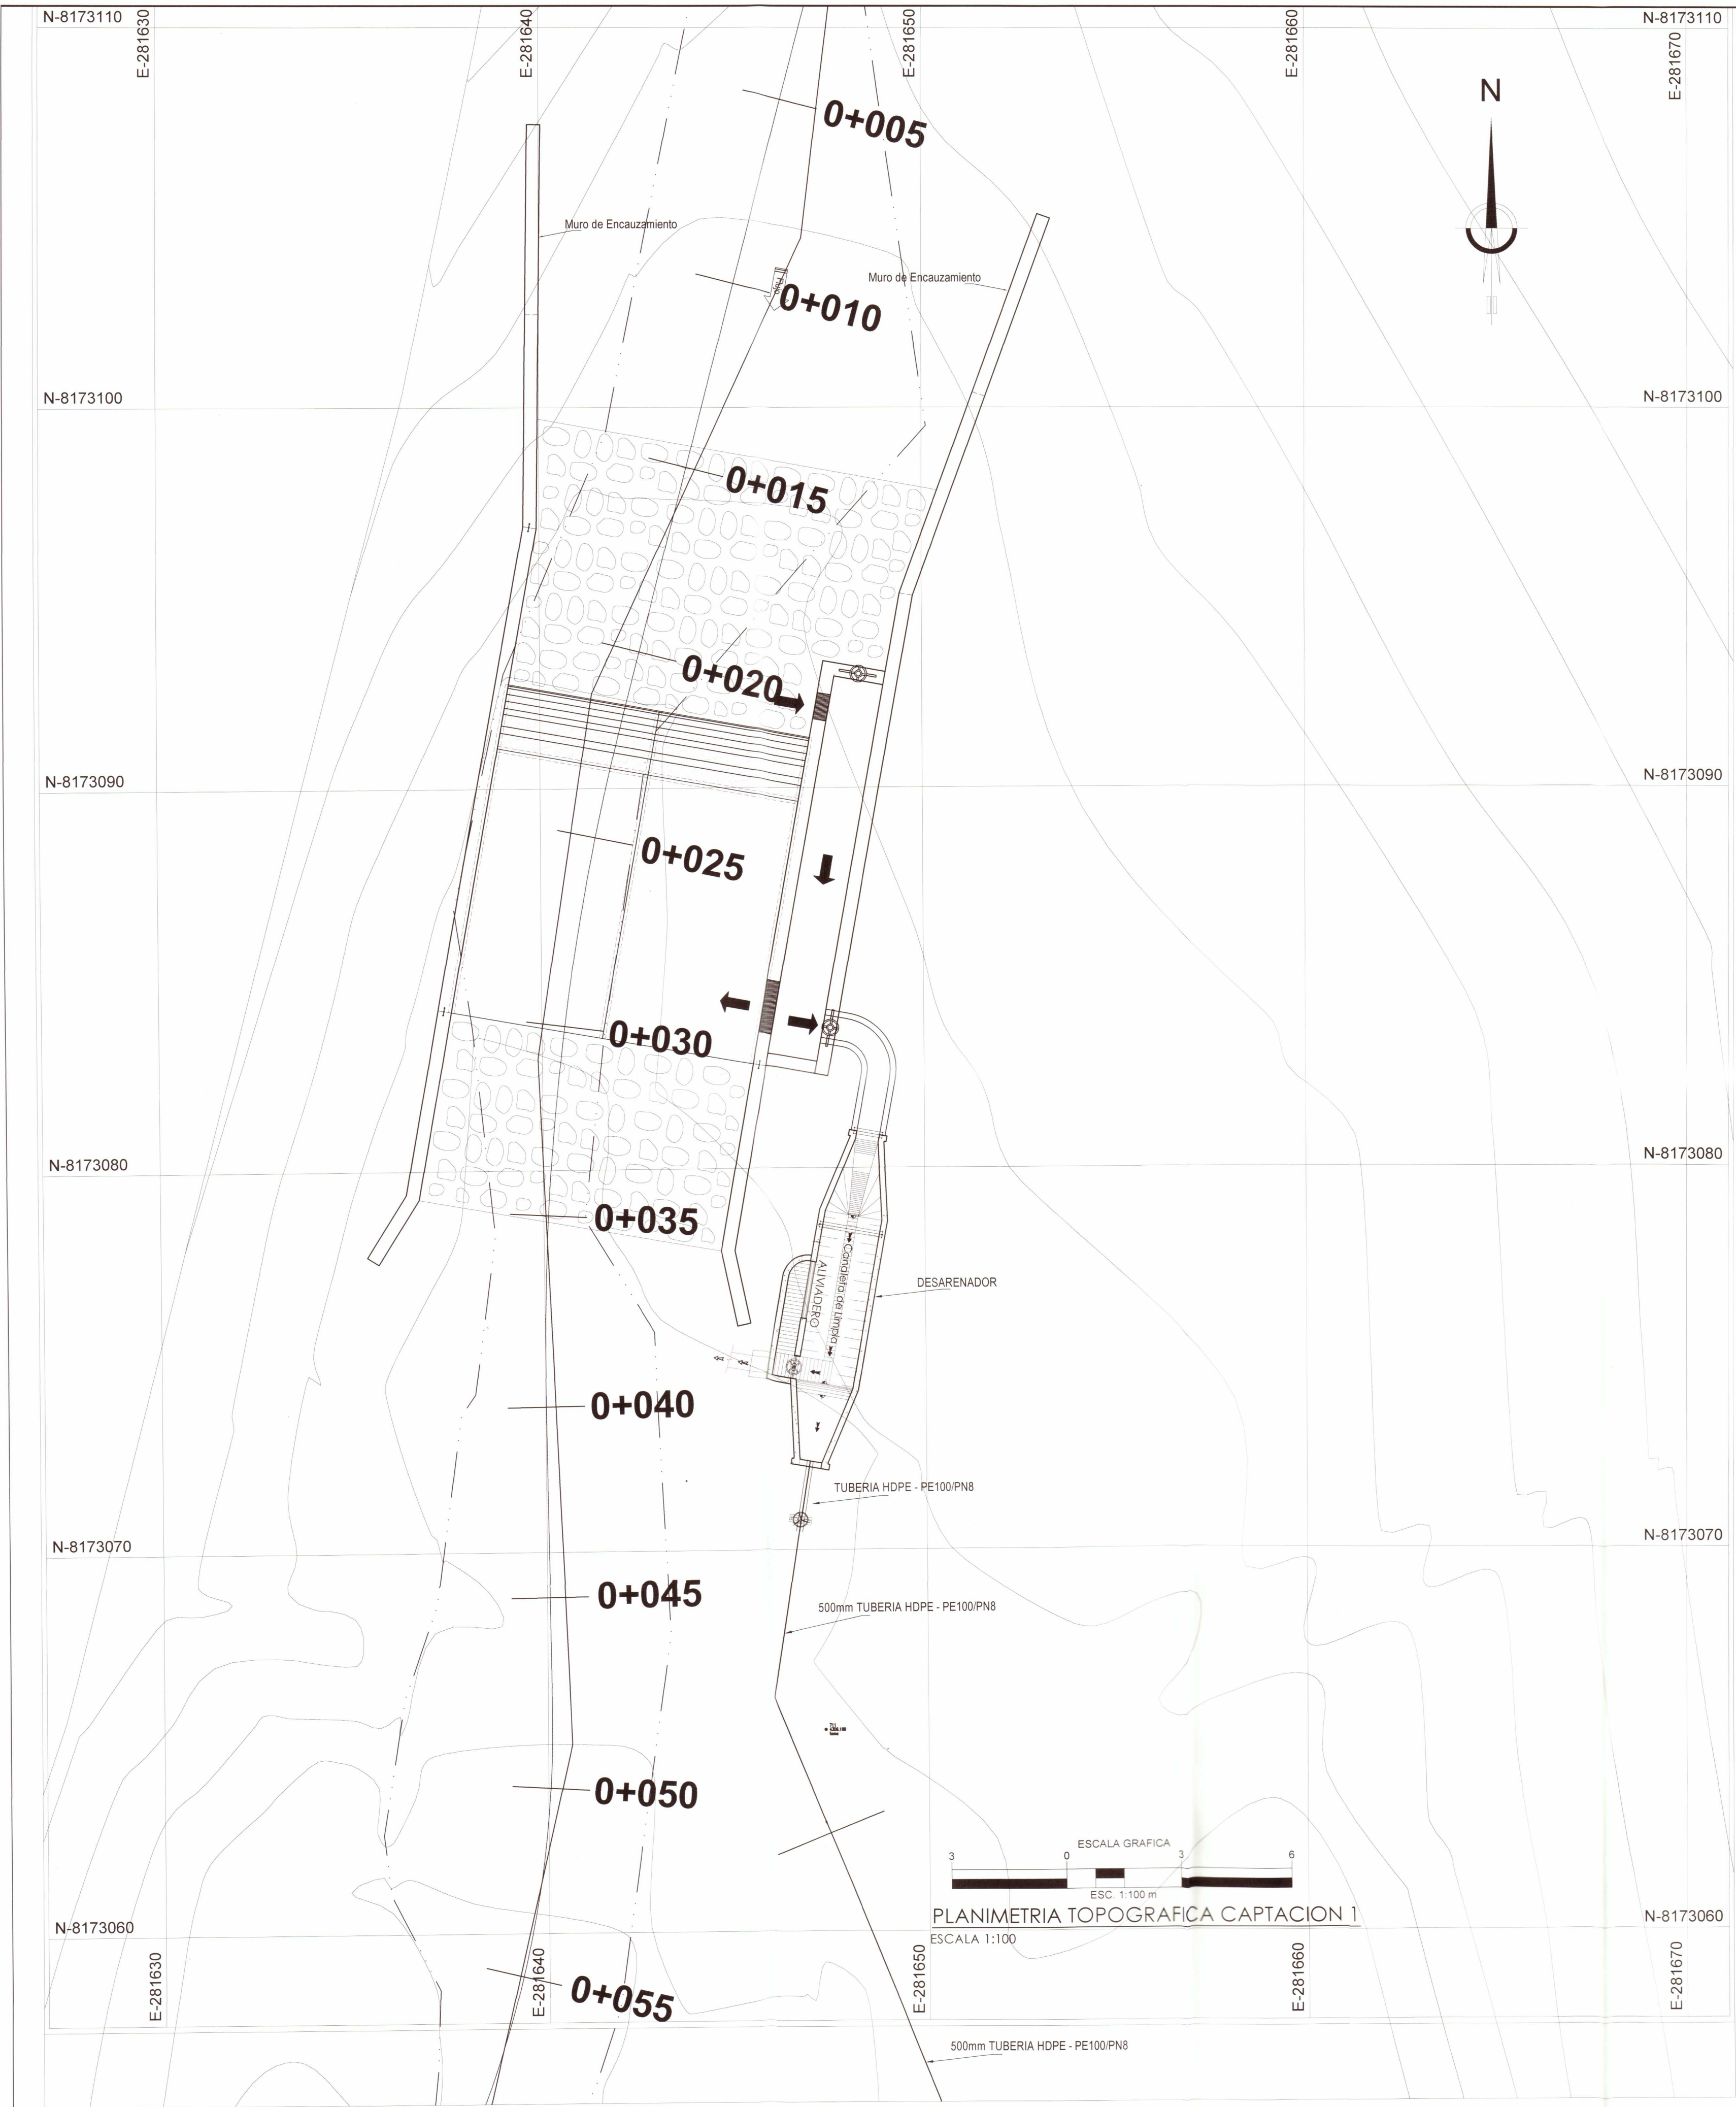 N-8173110
N-8173110
E-281630
E-281640
E-281650
E-281660
E-281670
N
0+005
Muro de Encauzamiento
Muro de Encauzamiento
Flujo
0+010
N-8173100
N-8173100
0+015
0+020
N-8173090
N-8173090
0+025
0+030
N-8173080
N-8173080
0+035
Canaleta de Limpia
ALIVIADERO
DESARENADOR
0+040
TUBERIA HDPE - PE100/PN8
N-8173070
N-8173070
0+045
500mm TUBERIA HDPE - PE100/PN8
711
0+050
ESCALA GRAFICA
3 0 3 6
ESC. 1:100 m
PLANIMETRIA TOPOGRAFICA CAPTACION 1
ESCALA 1:100
N-8173060
N-8173060
E-281630
E-281640
E-281650
E-281660
E-281670
0+055
500mm TUBERIA HDPE - PE100/PN8